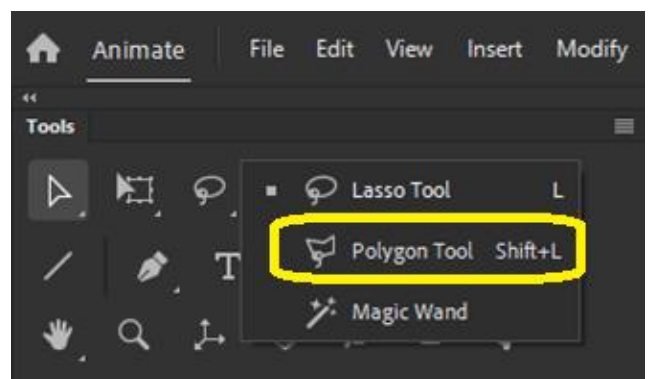 Animate File Edit View Insert Modify
Tools
Lasso Tool L
Polygon Tool Shift+L
T
Magic Wand